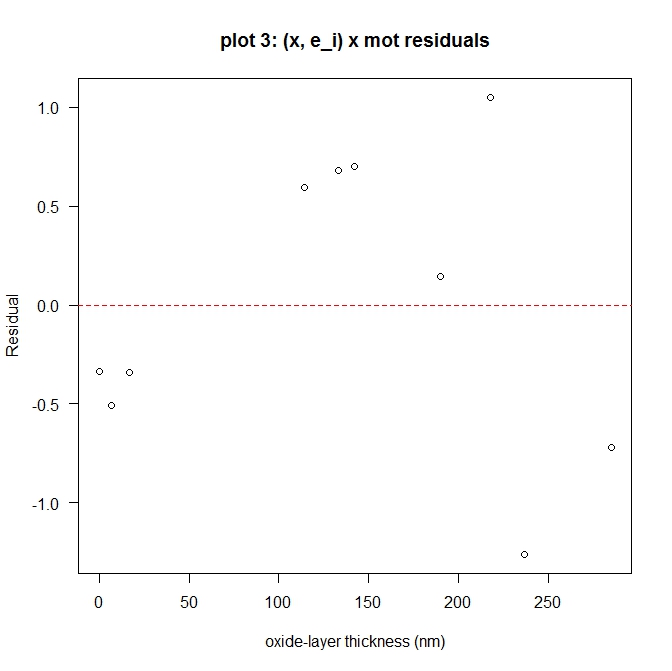 plot 3: (x, e_i) x mot residuals
1.0
0.5
0.0
-0.5
-1.0
Residual
0 50 100 150 200 250
oxide-layer thickness (nm)